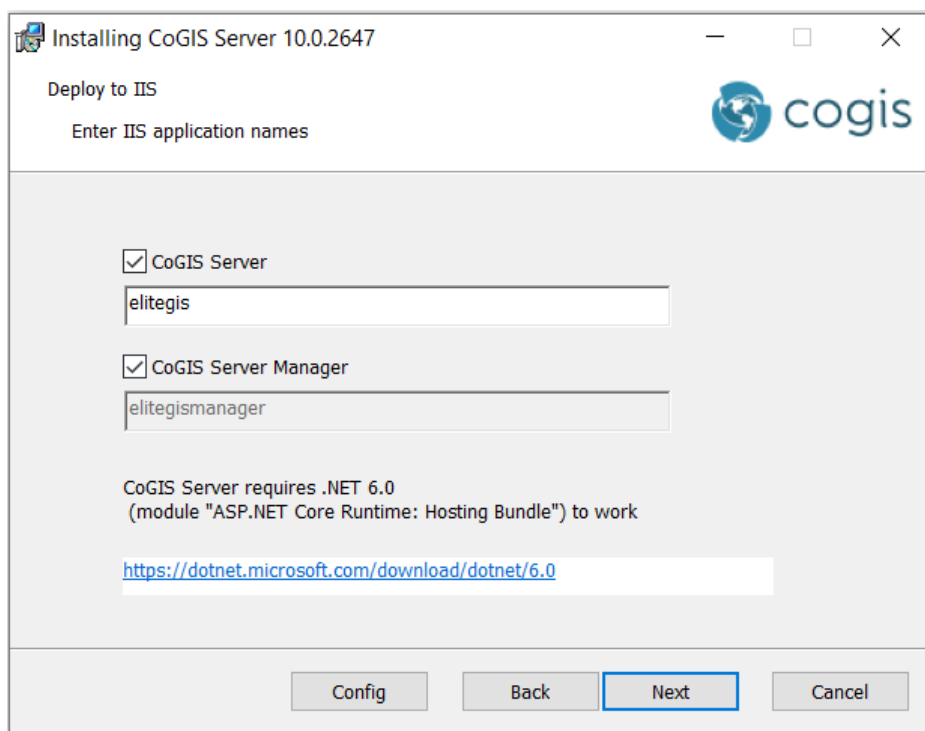 Installing CoGIS Server 10.0.2647
Deploy to IIS
Enter IIS application names
cogis
CoGIS Server
elitegis
CoGIS Server Manager
elitegismanager
CoGIS Server requires .NET 6.0
(module "ASP.NET Core Runtime: Hosting Bundle") to work
https://dotnet.microsoft.com/download/dotnet/6.0
Config Back Next Cancel